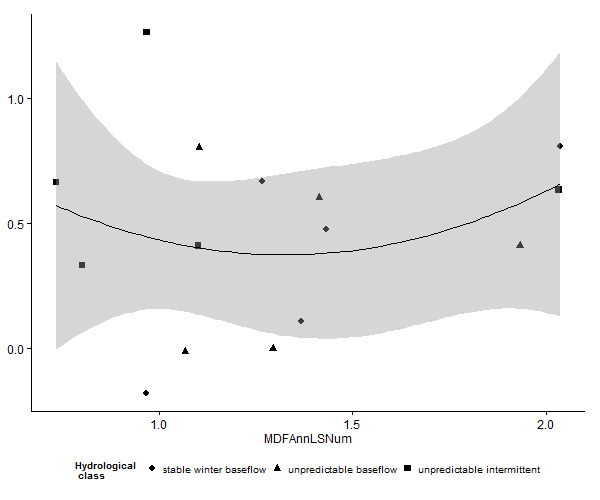 1.0
0.5
0.0
1.0 1.5 2.0
MDFAnnLSNum
Hydrological
class
stable winter baseflow unpredictable baseflow unpredictable intermittent